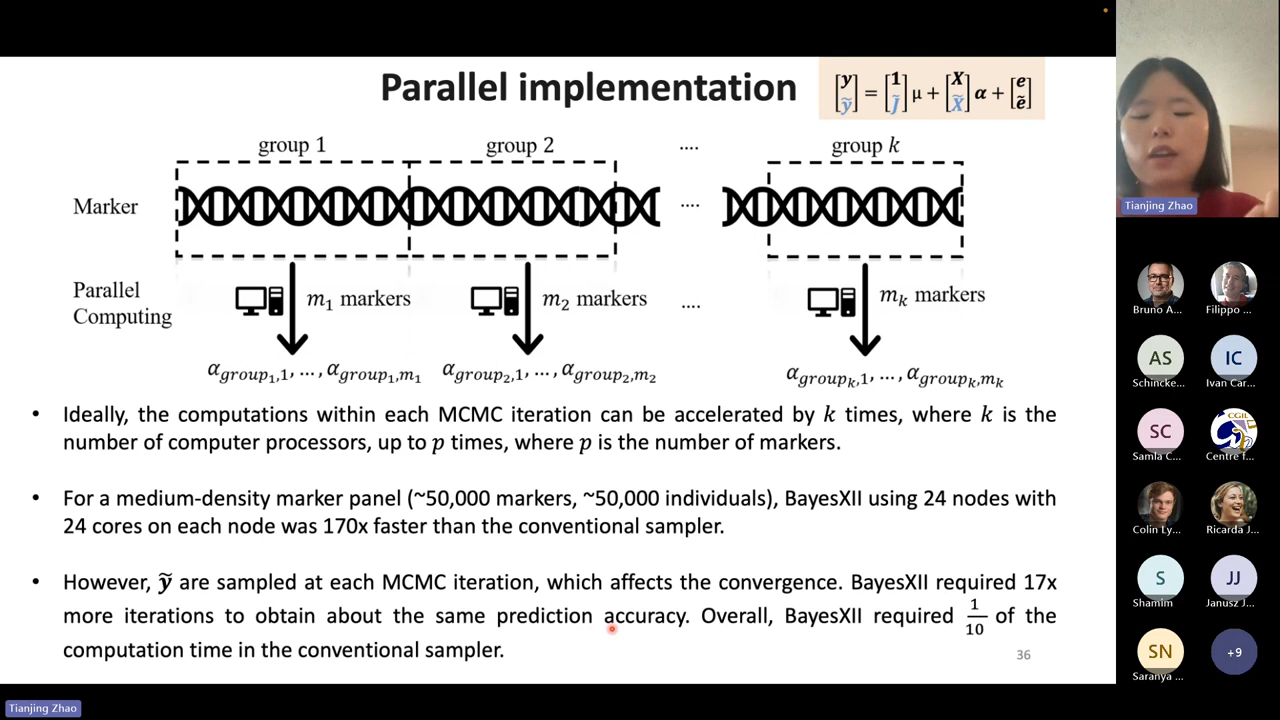 Parallel implementation
[y ỹ] = [1 J̃] μ + [X X̃] α + [e ẽ]
group 1 group 2 .... group k
Marker ....
Parallel
Computing
m₁ markers m₂ markers .... mₖ markers
α_group₁,1, … , α_group₁,m₁ α_group₂,1, … , α_group₂,m₂ α_groupₖ,1, … , α_groupₖ,mₖ
• Ideally, the computations within each MCMC iteration can be accelerated by k times, where k is the
number of computer processors, up to p times, where p is the number of markers.
• For a medium-density marker panel (~50,000 markers, ~50,000 individuals), BayesXII using 24 nodes with
24 cores on each node was 170x faster than the conventional sampler.
• However, ỹ are sampled at each MCMC iteration, which affects the convergence. BayesXII required 17x
more iterations to obtain about the same prediction accuracy. Overall, BayesXII required 1/10 of the
computation time in the conventional sampler.
36
Tianjing Zhao
Bruno A... Filippo ...
AS IC
Schincke... Ivan Car...
SC CGIL
Samla C... Centre f...
Colin Ly... Ricarda J...
S JJ
Shamim Janusz J...
SN +9
Saranya ...
Tianjing Zhao